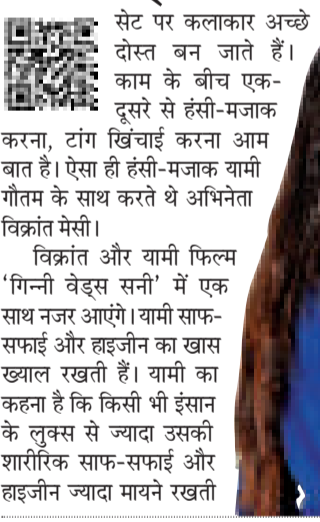 सेट पर कलाकार अच्छे
दोस्त बन जाते हैं।
काम के बीच एक-
दूसरे से हंसी-मजाक
करना, टांग खिंचाई करना आम
बात है। ऐसा ही हंसी-मजाक यामी
गौतम के साथ करते थे अभिनेता
विक्रांत मेसी।
विक्रांत और यामी फिल्म
‘गिन्नी वेड्स सनी’ में एक
साथ नजर आएंगे। यामी साफ-
सफाई और हाइजीन का खास
ख्याल रखती हैं। यामी का
कहना है कि किसी भी इंसान
के लुक्स से ज्यादा उसकी
शारीरिक साफ-सफाई और
हाइजीन ज्यादा मायने रखती